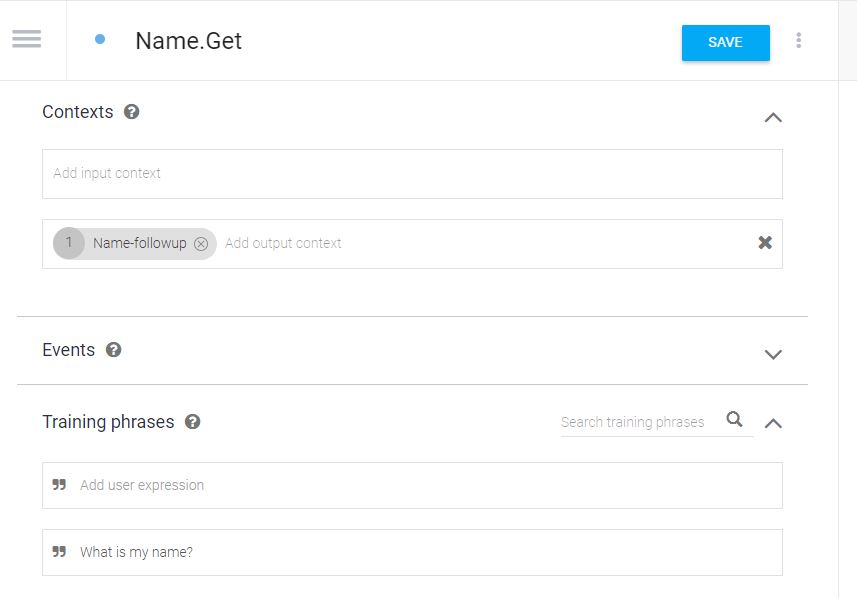 Name.Get
SAVE
Contexts ?
Add input context
1 Name-followup Add output context
Events ?
Training phrases ? Search training phrases
Add user expression
What is my name?